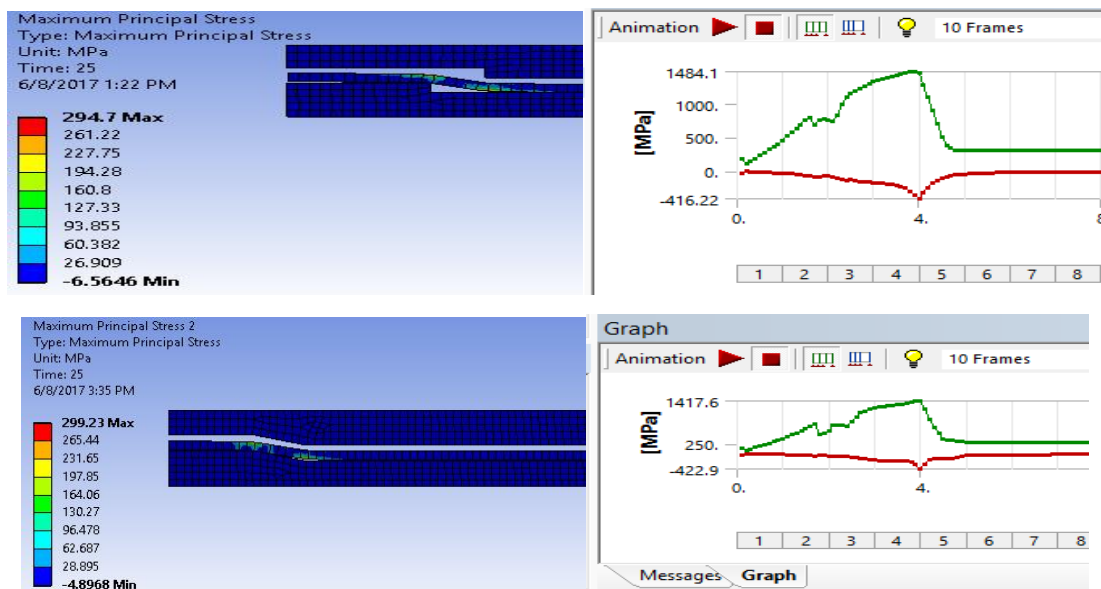 Maximum Principal Stress
Type: Maximum Principal Stress
Unit: MPa
Time: 25
6/8/2017 1:22 PM
294.7 Max
261.22
227.75
194.28
160.8
127.33
93.855
60.382
26.909
-6.5646 Min
Animation 10 Frames
1484.1
1000.
500.
0.
-416.22
[MPa]
0. 4. 8
1 2 3 4 5 6 7 8
Maximum Principal Stress 2
Type: Maximum Principal Stress
Unit: MPa
Time: 25
6/8/2017 3:35 PM
299.23 Max
265.44
231.65
197.85
164.06
130.27
96.478
62.687
28.895
-4.8968 Min
Graph
Animation 10 Frames
1417.6
250.
-422.9
[MPa]
0. 4.
1 2 3 4 5 6 7 8
Messages Graph